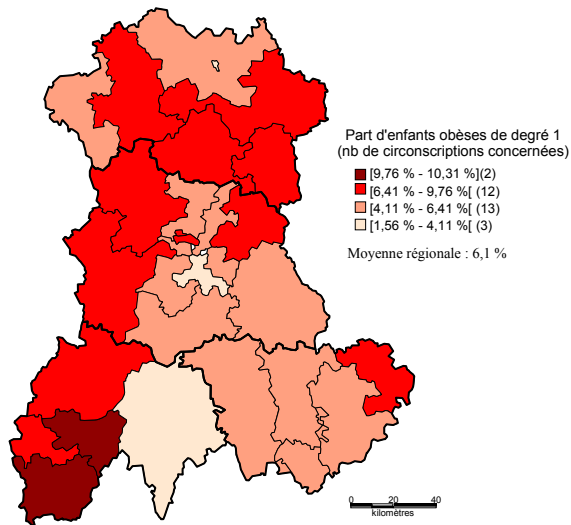 Part d'enfants obèses de degré 1
(nb de circonscriptions concernées)
[9,76 % - 10,31 %](2)
[6,41 % - 9,76%[ (12)
[4,11 % - 6,41 %[ (13)
[1,56 % - 4,11 %[ (3)
Moyenne régionale : 6,1 %
0 20 40
kilomètres